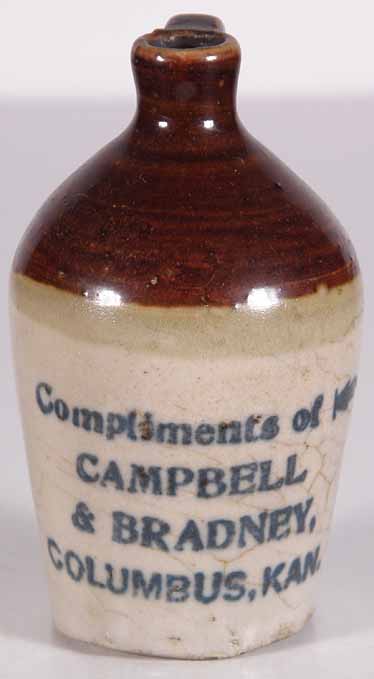 Compliments of
CAMPBELL
& BRADNEY,
COLUMBUS, KAN.